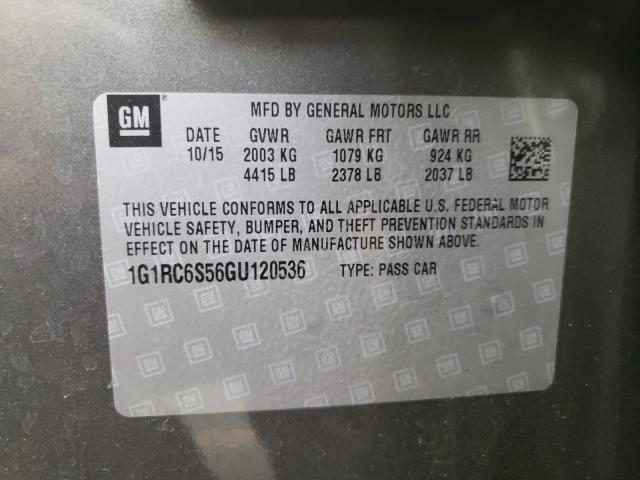 GM
MFD BY GENERAL MOTORS LLC
DATE GVWR GAWR FRT GAWR RR
10/15 2003 KG 1079 KG 924 KG
4415 LB 2378 LB 2037 LB
THIS VEHICLE CONFORMS TO ALL APPLICABLE U.S. FEDERAL MOTOR
VEHICLE SAFETY, BUMPER, AND THEFT PREVENTION STANDARDS IN
EFFECT ON THE DATE OF MANUFACTURE SHOWN ABOVE.
1G1RC6S56GU120536 TYPE: PASS CAR